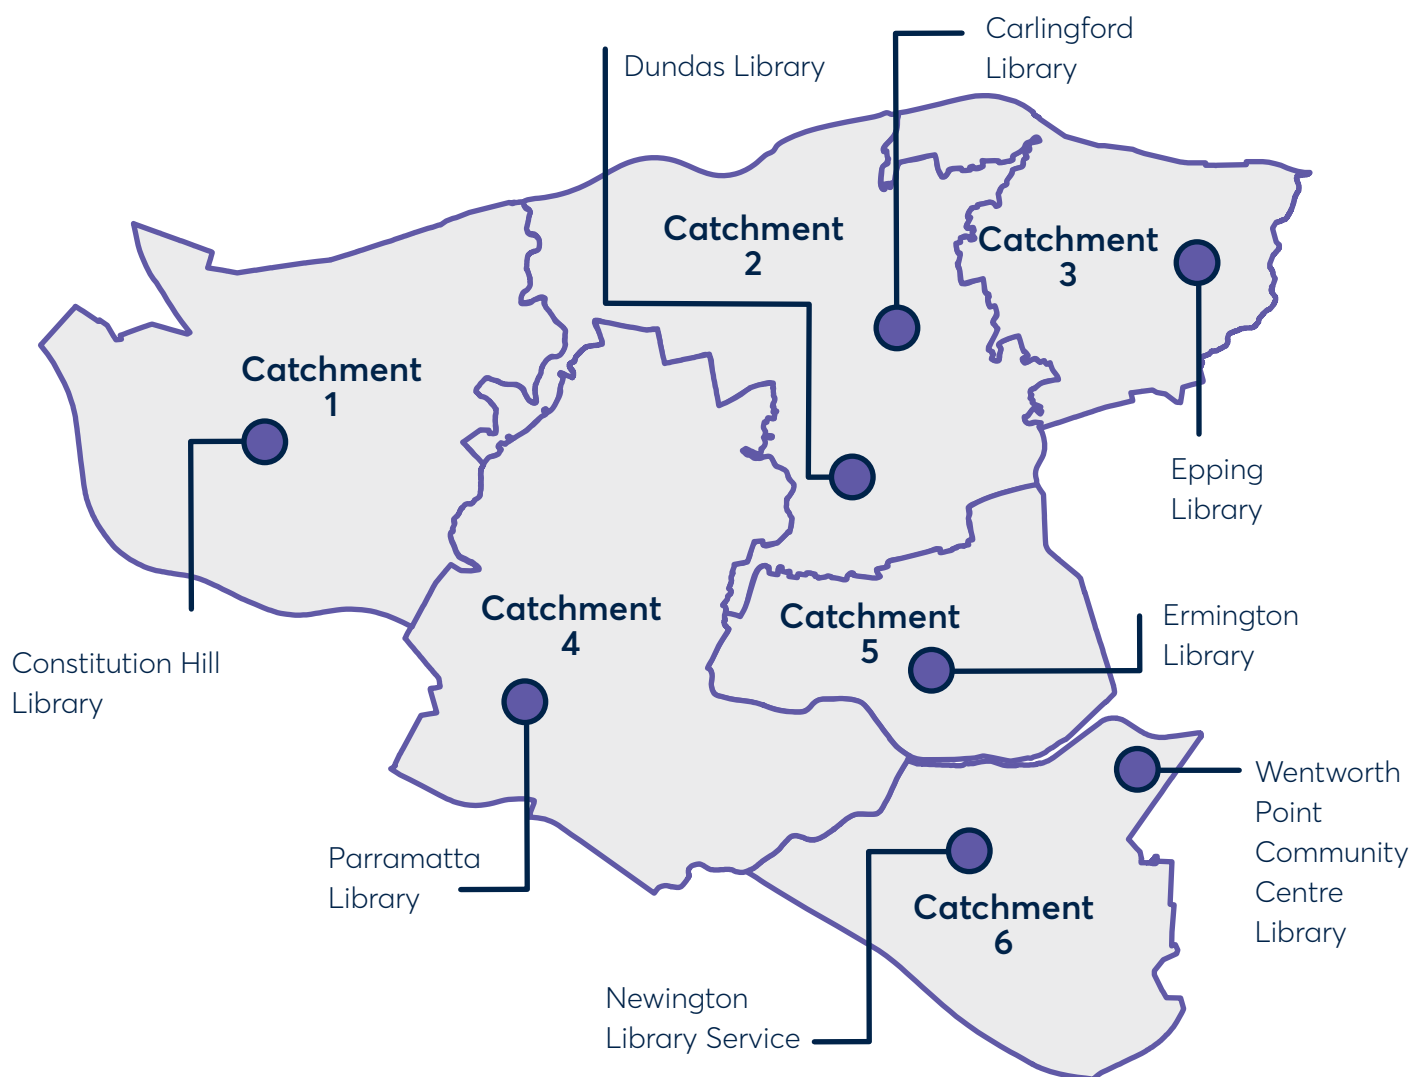 Carlingford
Library
Dundas Library
Catchment
2
Catchment
3
Catchment
1
Epping
Library
Catchment
4
Catchment
5
Ermington
Library
Constitution Hill
Library
Wentworth
Point
Community
Centre
Library
Parramatta
Library
Catchment
6
Newington
Library Service